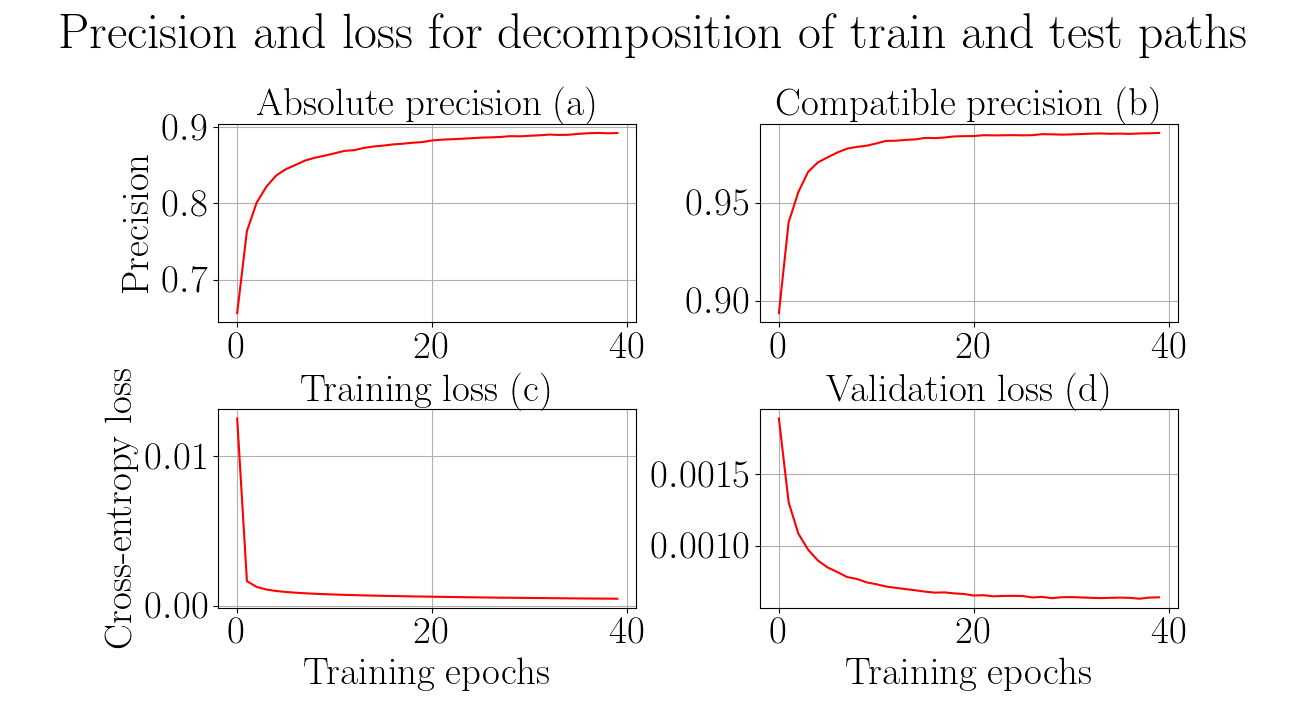 Precision and loss for decomposition of train and test paths
Absolute precision (a)
Precision
0.9
0.8
0.7
0
20
40
Compatible precision (b)
0.95
0.90
0
20
40
Training loss (c)
Cross-entropy loss
0.01
0.00
0
20
40
Training epochs
Validation loss (d)
0.0015
0.0010
0
20
40
Training epochs